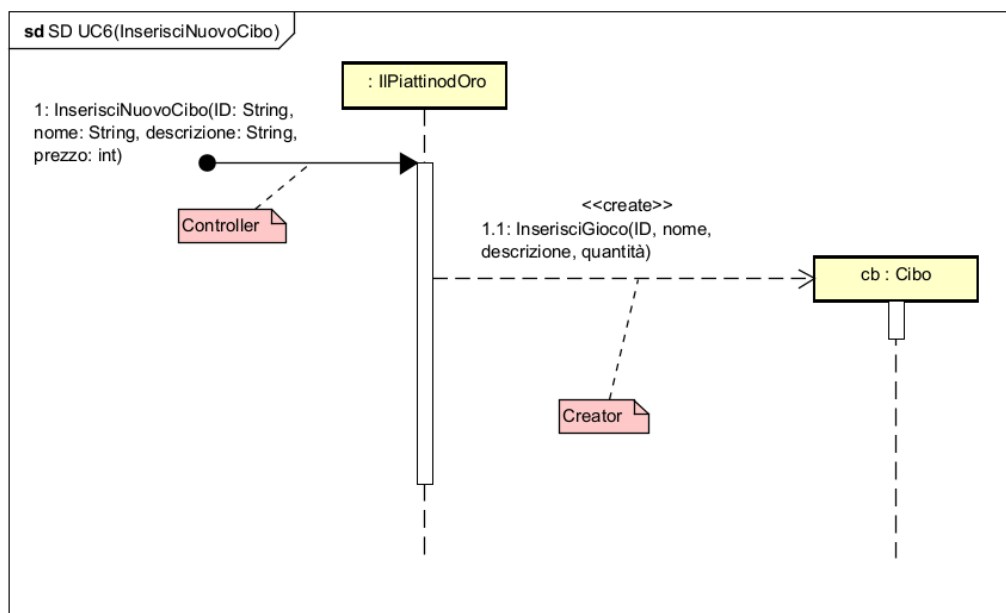 sd SD UC6(InserisciNuovoCibo)
: IlPiattinodOro
1: InserisciNuovoCibo(ID: String,
nome: String, descrizione: String,
prezzo: int)
Controller
<<create>>
1.1: InserisciGioco(ID, nome,
descrizione, quantità)
cb : Cibo
Creator